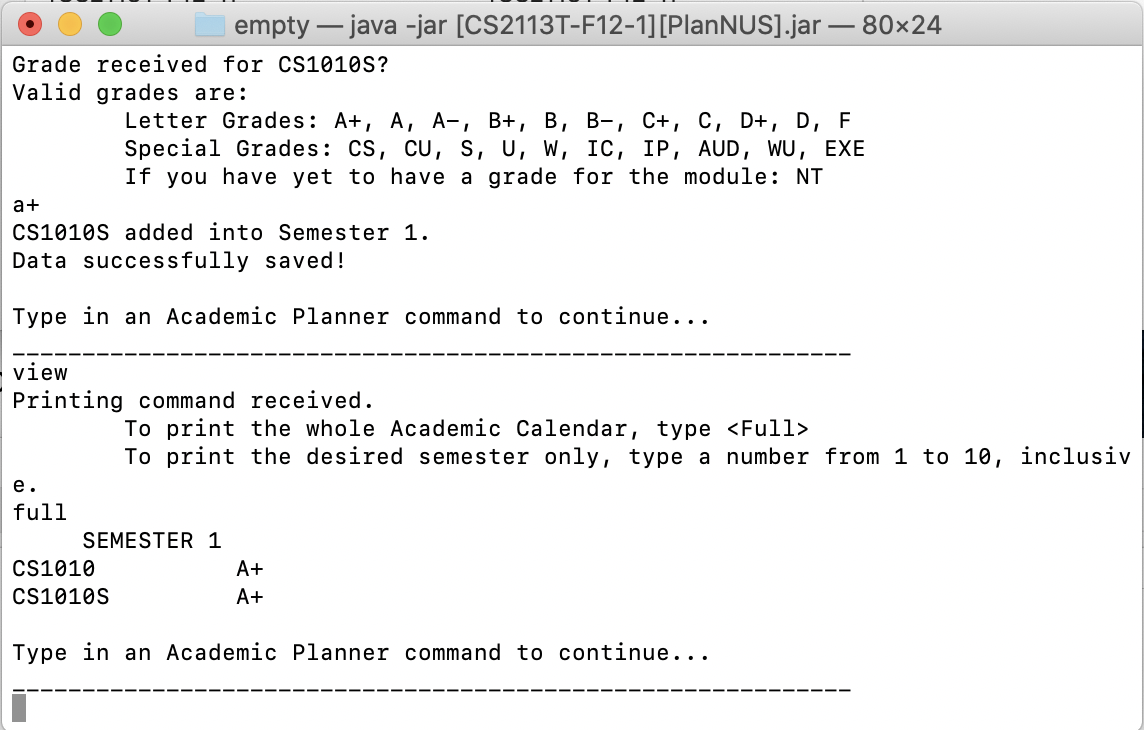 empty — java -jar [CS2113T-F12-1][PlanNUS].jar — 80×24
Grade received for CS1010S?
Valid grades are:
Letter Grades: A+, A, A-, B+, B, B-, C+, C, D+, D, F
Special Grades: CS, CU, S, U, W, IC, IP, AUD, WU, EXE
If you have yet to have a grade for the module: NT
a+
CS1010S added into Semester 1.
Data successfully saved!
Type in an Academic Planner command to continue...
____________________________________________________________
view
Printing command received.
To print the whole Academic Calendar, type <Full>
To print the desired semester only, type a number from 1 to 10, inclusiv
e.
full
SEMESTER 1
CS1010 A+
CS1010S A+
Type in an Academic Planner command to continue...
____________________________________________________________